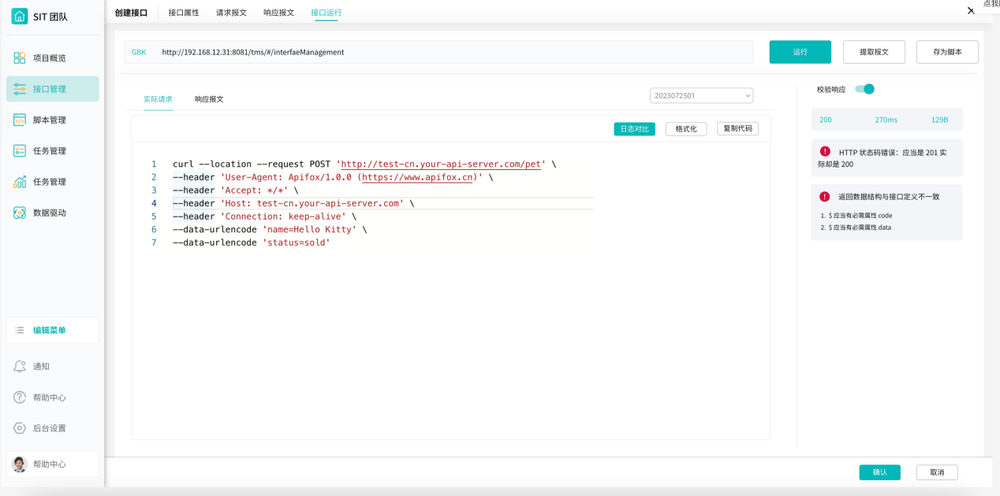 SIT 团队
创建接口 接口属性 请求报文 响应报文 接口运行
点我
项目概览
接口管理
脚本管理
任务管理
任务管理
数据驱动
编辑菜单
通知
帮助中心
后台设置
帮助中心
GBK http://192.168.12.31:8081/tms/#/interfaeManagement
运行 提取报文 存为脚本
实际请求 响应报文
2023072501
日志对比 格式化 复制代码
1 curl --location --request POST 'http://test-cn.your-api-server.com/pet' \
2 --header 'User-Agent: Apifox/1.0.0 (https://www.apifox.cn)' \
3 --header 'Accept: */*' \
4 --header 'Host: test-cn.your-api-server.com' \
5 --header 'Connection: keep-alive' \
6 --data-urlencode 'name=Hello Kitty' \
7 --data-urlencode 'status=sold'
校验响应
200 270ms 129B
HTTP 状态码错误：应当是 201 实
际却是 200
返回数据结构与接口定义不一致
1. $ 应当有必需属性 code
2. $ 应当有必需属性 data
确认 取消